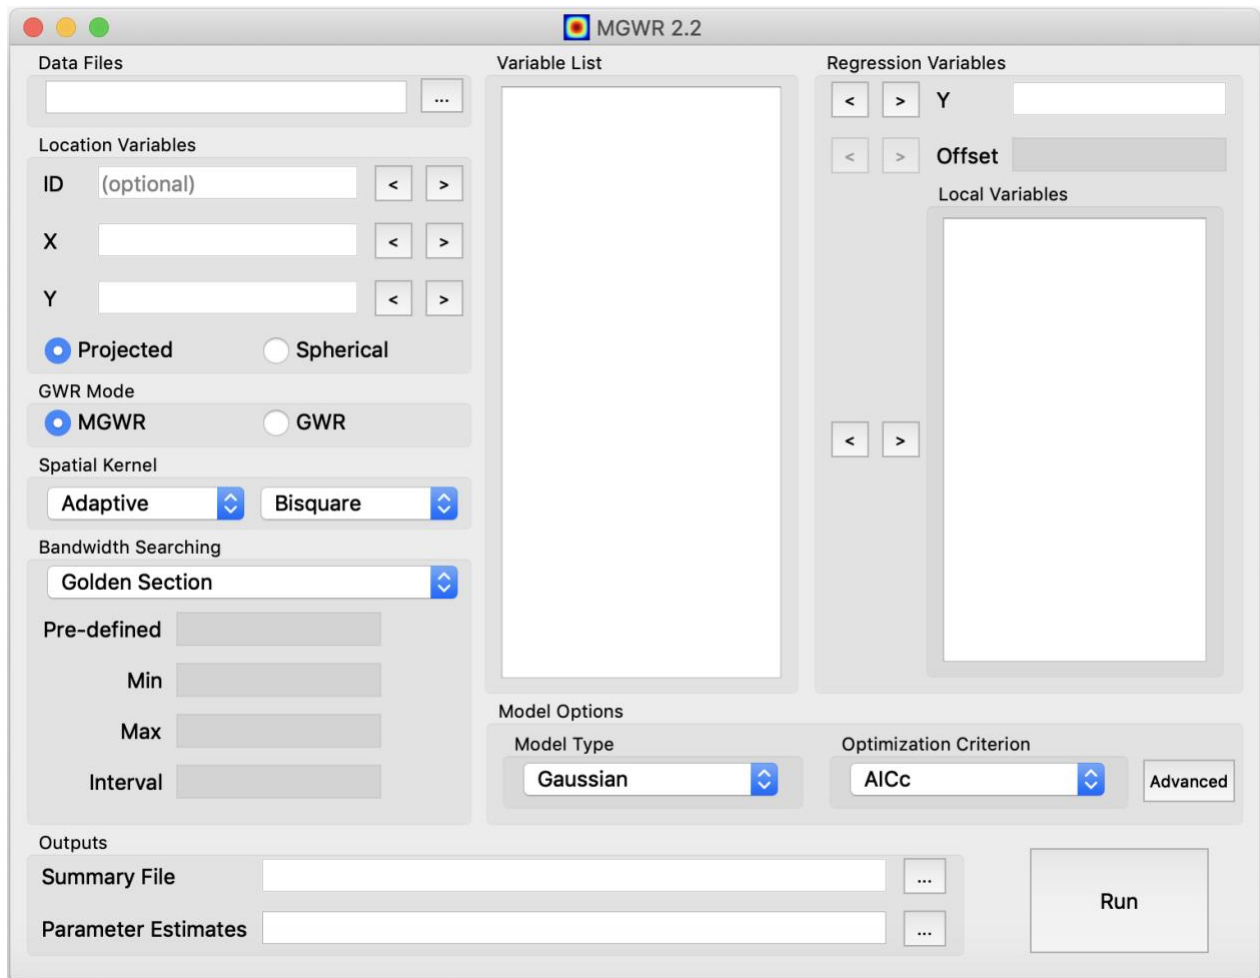 MGWR 2.2
Data Files
...
Location Variables
ID (optional) < >
X < >
Y < >
Projected Spherical
GWR Mode
MGWR GWR
Spatial Kernel
Adaptive Bisquare
Bandwidth Searching
Golden Section
Pre-defined
Min
Max
Interval
Variable List
Regression Variables
< > Y
< > Offset
Local Variables
< >
Model Options
Model Type Optimization Criterion
Gaussian AICc Advanced
Outputs
Summary File ...
Parameter Estimates ...
Run